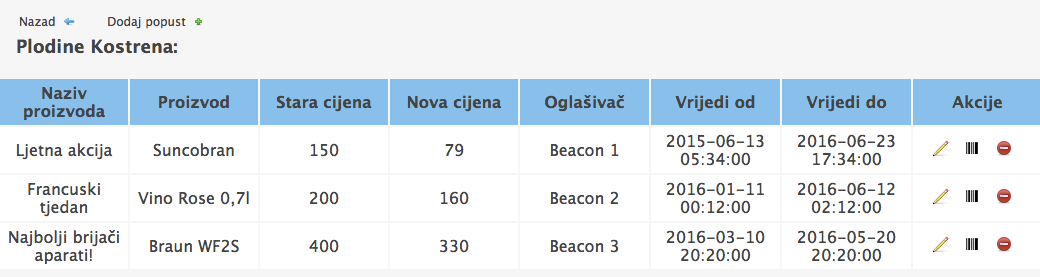 Nazad Dodaj popust
Plodine Kostrena:
Naziv proizvoda Proizvod Stara cijena Nova cijena Oglašivač Vrijedi od Vrijedi do Akcije
Ljetna akcija Suncobran 150 79 Beacon 1 2015-06-13 05:34:00 2016-06-23 17:34:00
Francuski tjedan Vino Rose 0,7l 200 160 Beacon 2 2016-01-11 00:12:00 2016-06-12 02:12:00
Najbolji brijači aparati! Braun WF2S 400 330 Beacon 3 2016-03-10 20:20:00 2016-05-20 20:20:00